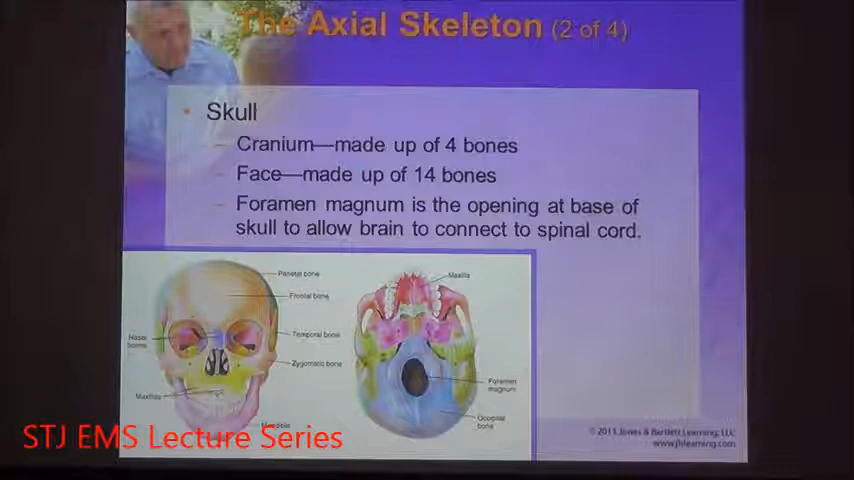 The Axial Skeleton (2 of 4)
• Skull
– Cranium—made up of 4 bones
– Face—made up of 14 bones
– Foramen magnum is the opening at base of
skull to allow brain to connect to spinal cord.
Parietal bone
Frontal bone
Temporal bone
Zygomatic bone
Nasal
bones
Maxillae
Mandible
Maxilla
Foramen
magnum
Occipital
bone
© 2011 Jones & Bartlett Learning, LLC
www.jblearning.com
STJ EMS Lecture Series